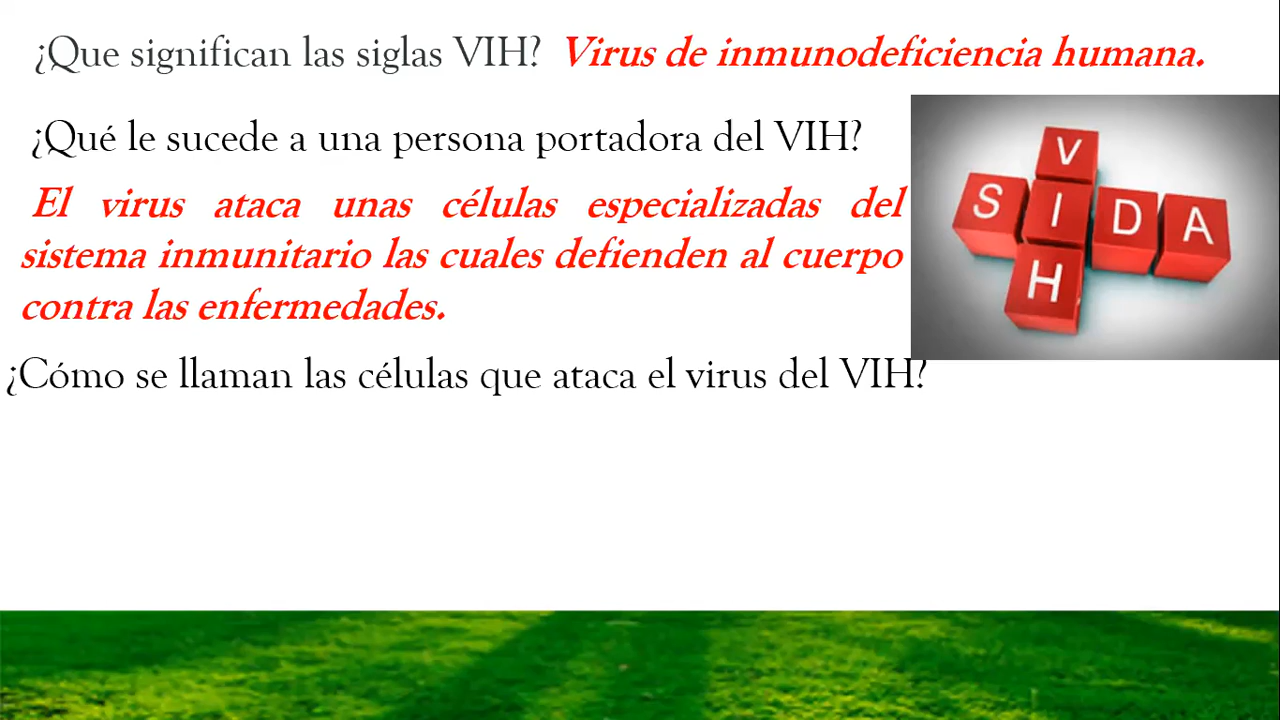 ¿Que significan las siglas VIH? Virus de inmunodeficiencia humana.
¿Qué le sucede a una persona portadora del VIH?
El virus ataca unas células especializadas del
sistema inmunitario las cuales defienden al cuerpo
contra las enfermedades.
V
SIDA
H
¿Cómo se llaman las células que ataca el virus del VIH?